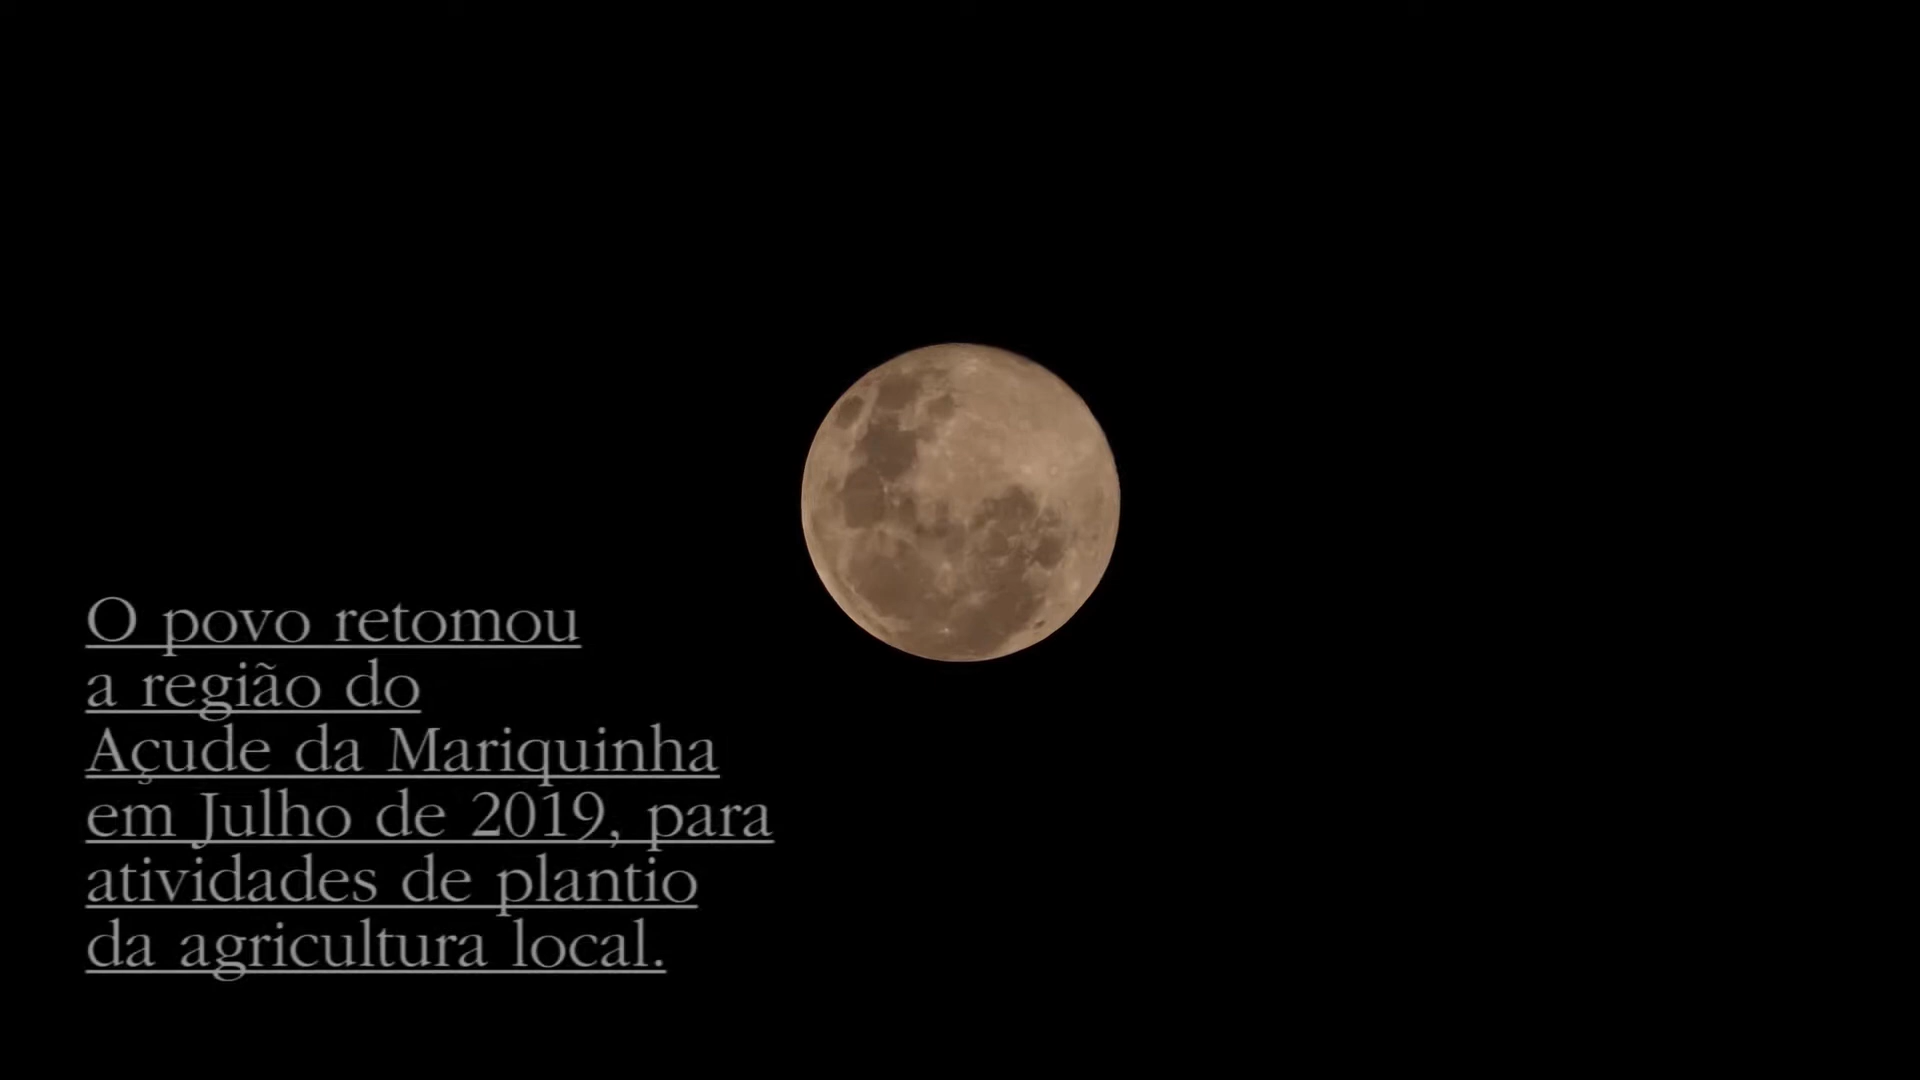 O povo retomou
a região do
Açude da Mariquinha
em Julho de 2019, para
atividades de plantio
da agricultura local.